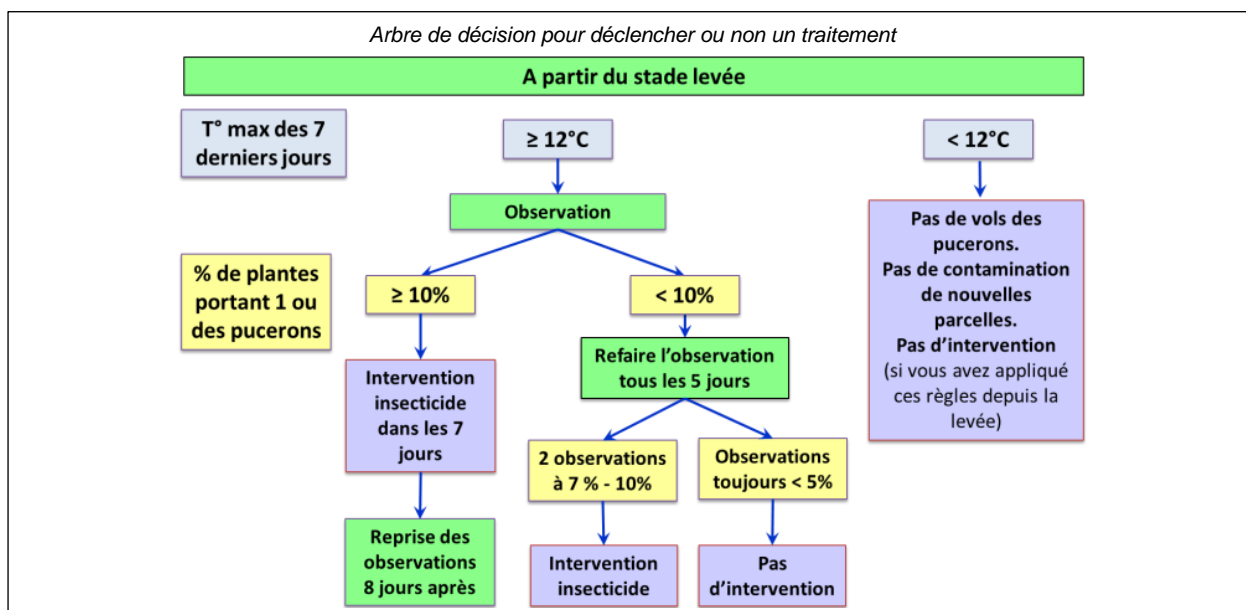 Arbre de décision pour déclencher ou non un traitement
A partir du stade levée
T° max des 7
derniers jours
≥ 12°C
< 12°C
Observation
Pas de vols des
pucerons.
Pas de contamination
de nouvelles
parcelles.
Pas d'intervention
(si vous avez appliqué
ces règles depuis la
levée)
% de plantes
portant 1 ou
des pucerons
≥ 10%
< 10%
Refaire l'observation
tous les 5 jours
Intervention
insecticide
dans les 7
jours
2 observations
à 7 % - 10%
Observations
toujours < 5%
Reprise des
observations
8 jours après
Intervention
insecticide
Pas
d'intervention